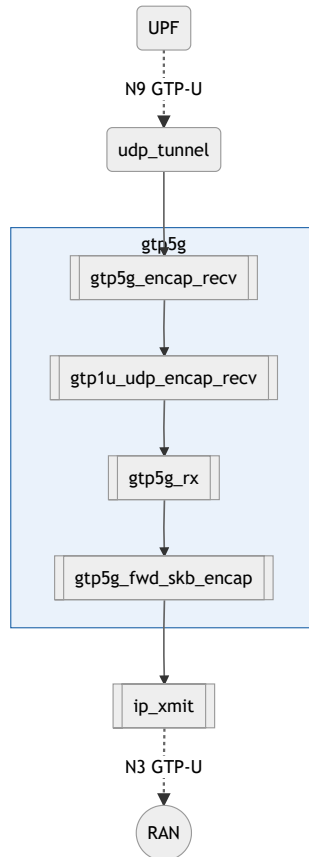 UPF
N9 GTP-U
udp_tunnel
gtp5g
gtp5g_encap_recv
gtp1u_udp_encap_recv
gtp5g_rx
gtp5g_fwd_skb_encap
ip_xmit
N3 GTP-U
RAN